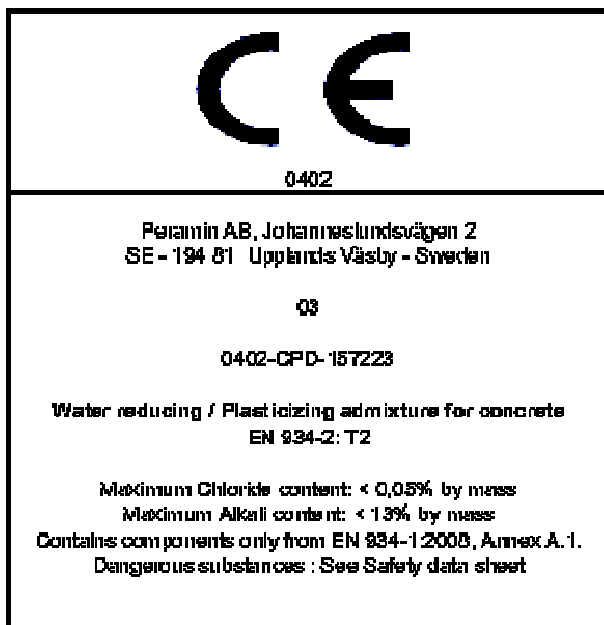 CE
0402
Peramin AB, Johanneslundsvägen 2
SE - 194 81 Upplands Väsby - Sweden
03
0402-CPD-157223
Water reducing / Plasticizing admixture for concrete
EN 934-2: T2
Maximum Chloride content: < 0,05% by mass
Maximum Alkali content: < 13% by mass
Contains components only from EN 934-1:2008, Annex A.1.
Dangerous substances : See Safety data sheet